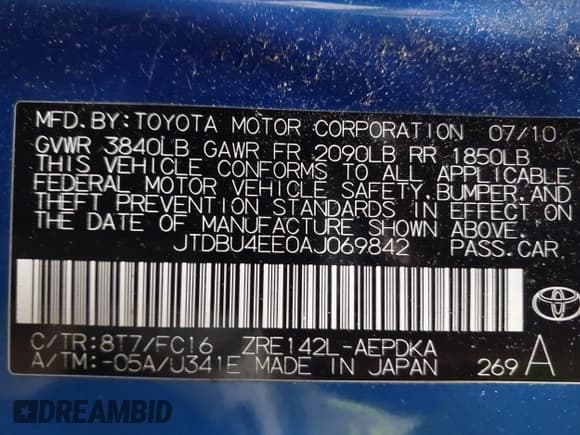 MFD.BY:TOYOTA MOTOR CORPORATION 07/10
GVWR 3840LB GAWR FR 2090LB RR 1850LB
THIS VEHICLE CONFORMS TO ALL APPLICABLE
FEDERAL MOTOR VEHICLE SAFETY,BUMPER,AND
THEFT PREVENTION STANDARDS IN EFFECT ON
THE DATE OF MANUFACTURE SHOWN ABOVE.
JTDBU4EE0AJ069842 PASS.CAR
C/TR:8T7/FC16 ZRE142L-AEPDKA
A/TM:-05A/U341E MADE IN JAPAN 269 A
DREAMBID